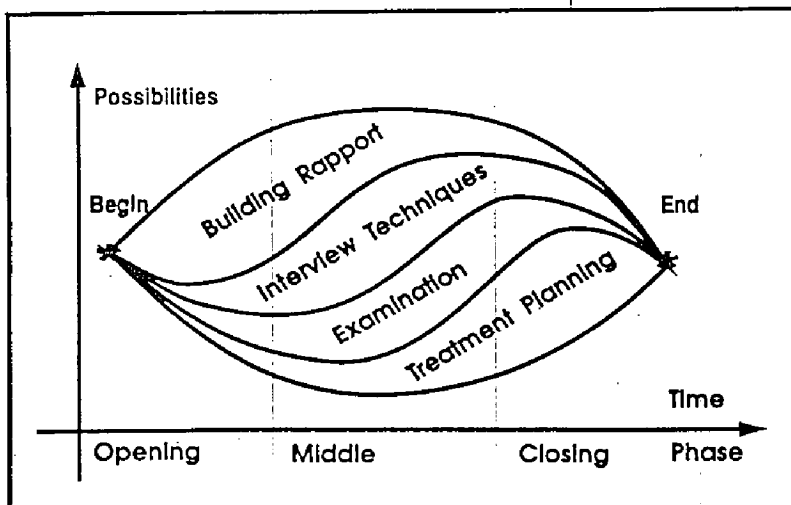 Possibilities
Building Rapport
Begin
End
Interview Techniques
Examination
Treatment Planning
Time
Opening
Middle
Closing
Phase